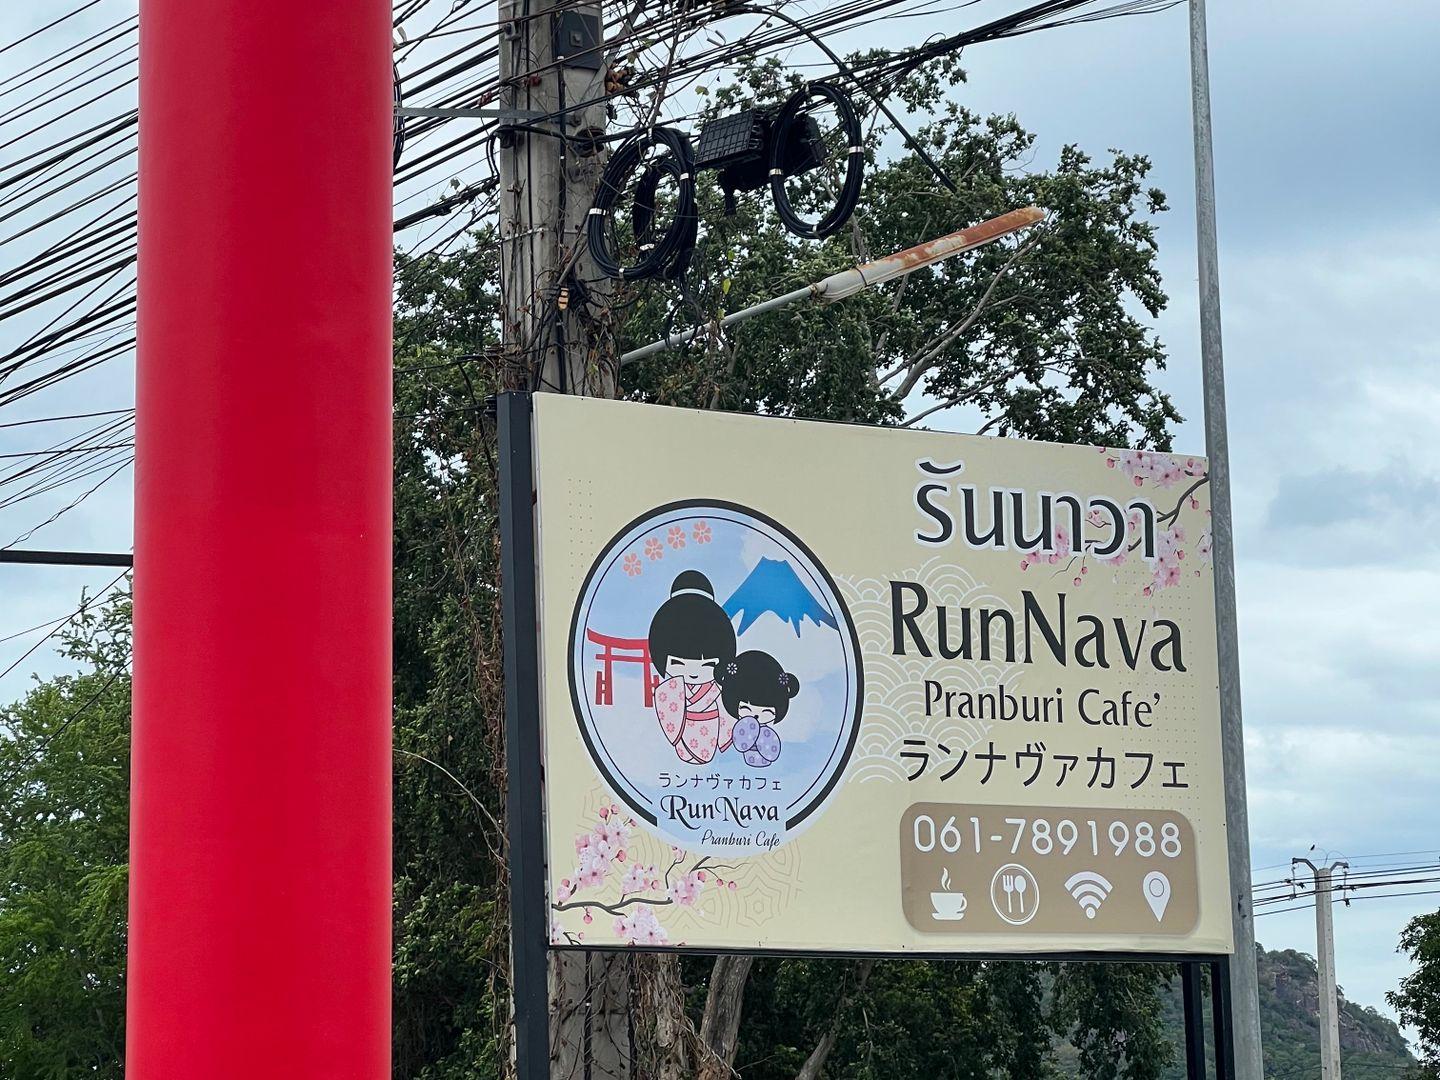 รันนาวา
RunNava
Pranburi Cafe'
ランナヴァカフェ
061-7891988
ランナヴァカフェ
RunNava
Pranburi Cafe